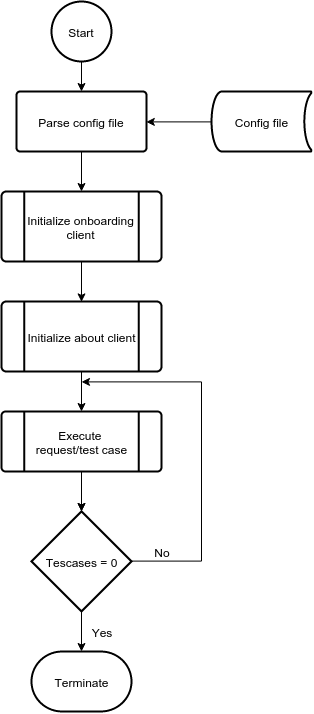 Start
Parse config file
Config file
Initialize onboarding
client
Initialize about client
Execute
request/test case
Tescases = 0
No
Yes
Terminate